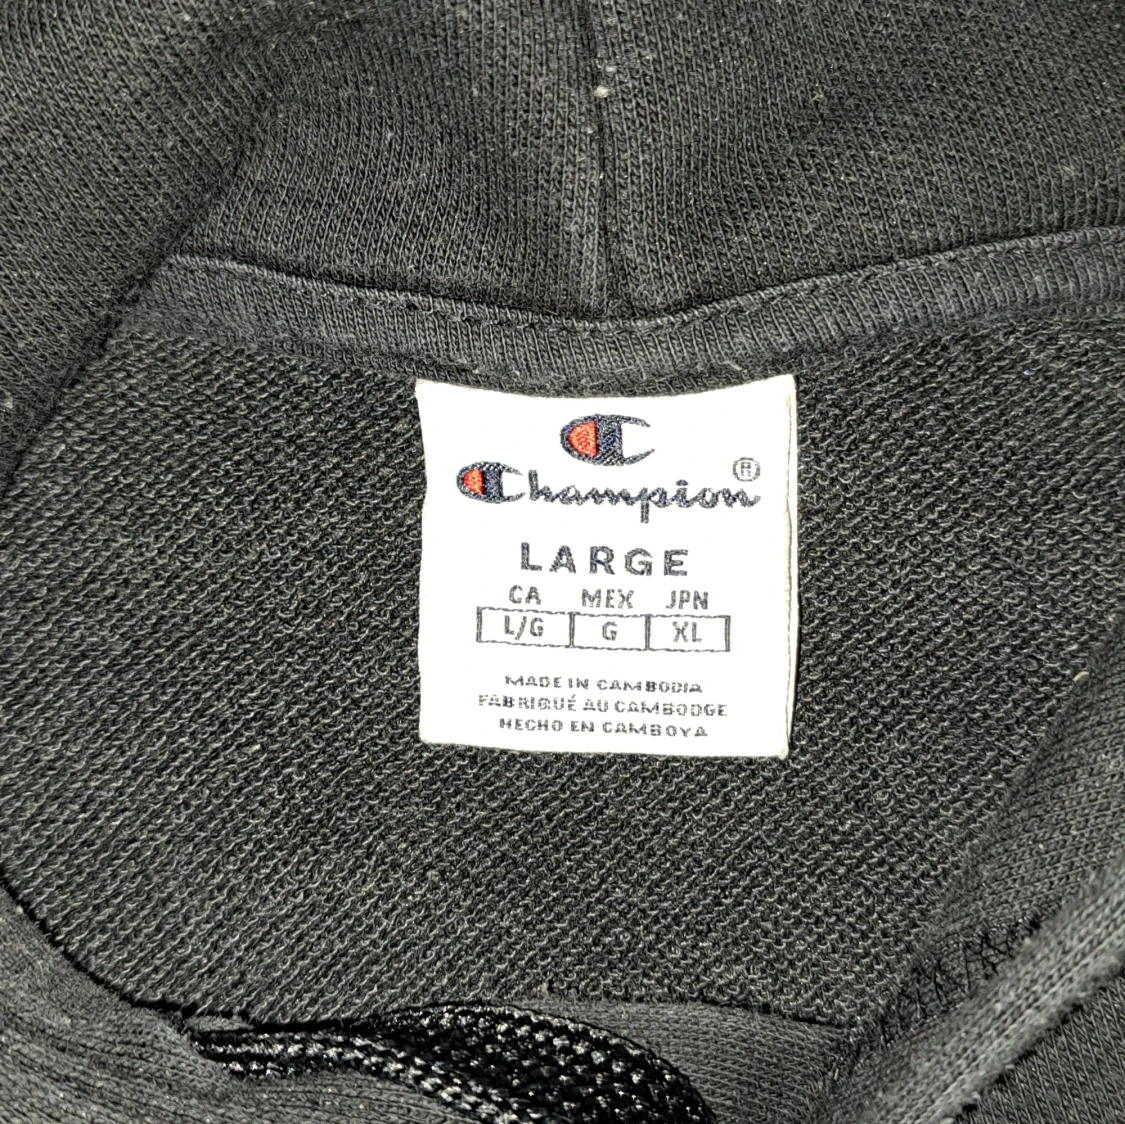 Champion®
LARGE
CA MEX JPN
L/G G XL
MADE IN CAMBODIA
FABRIQUÉ AU CAMBODGE
HECHO EN CAMBOYA